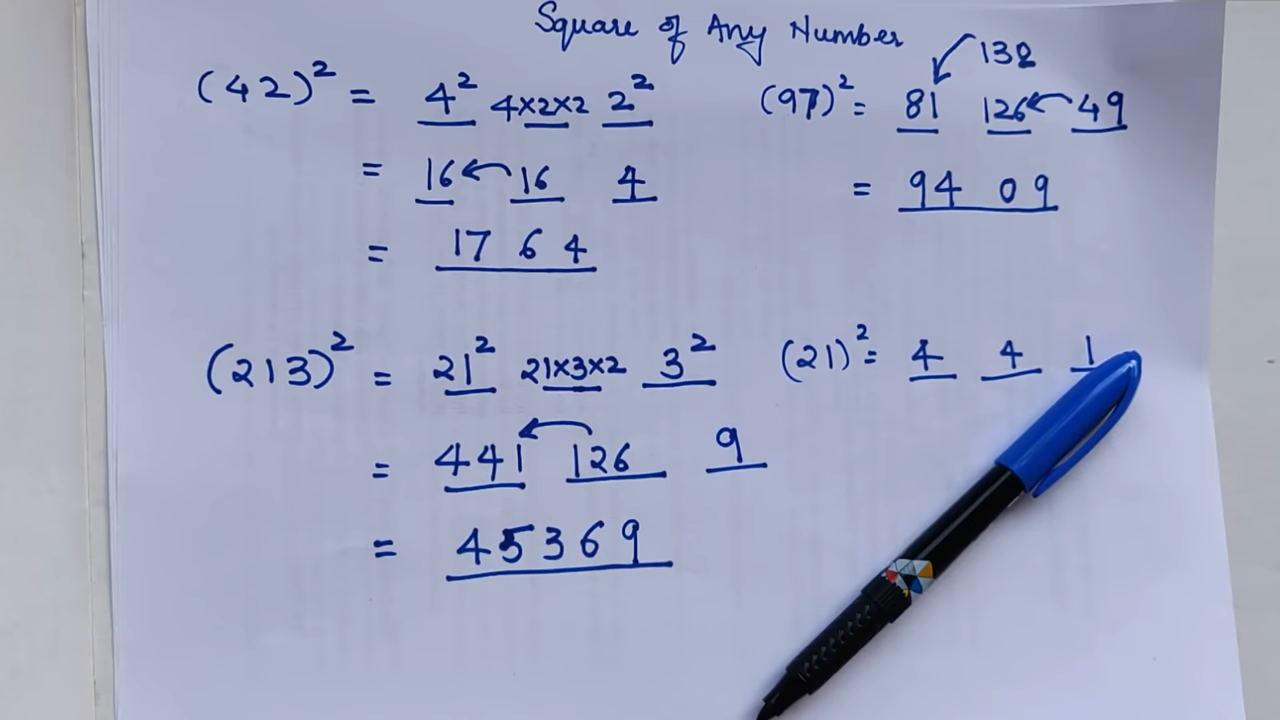 Square of Any Number
(42)² = 4² 4×2×2 2²
= 16 16 4
= 17 6 4
(97)² = 81 126 49
138
= 94 09
(213)² = 21² 21×3×2 3²
= 441 126 9
= 45369
(21)² = 4 4 1